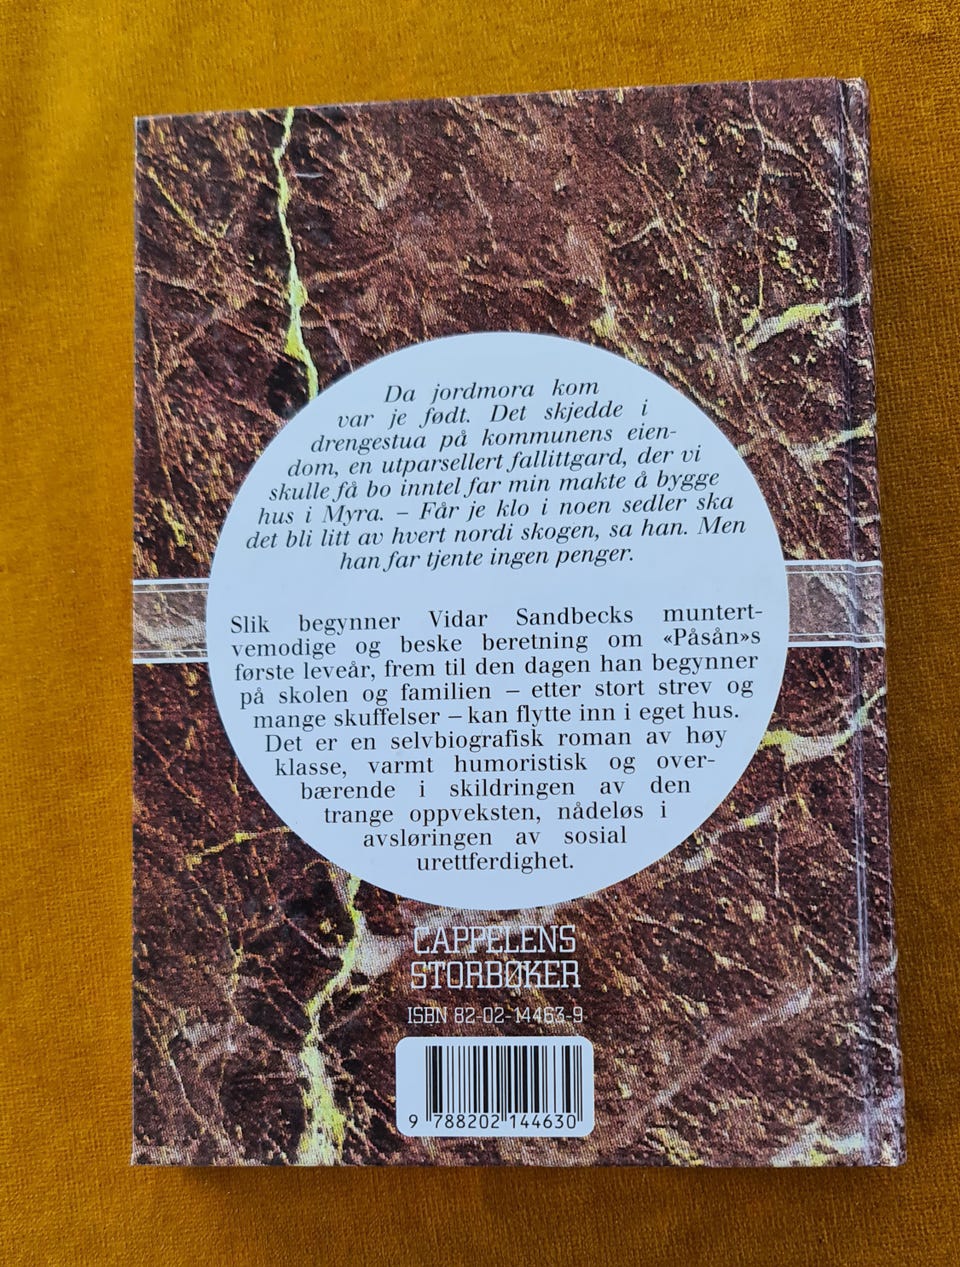 Da jordmora kom
var je født. Det skjedde i
drengestua på kommunens eien-
dom, en utparsellert fallittgard, der vi
skulle få bo inntel far min makte å bygge
hus i Myra. – Får je klo i noen sedler ska
det bli litt av hvert nordi skogen, sa han. Men
han far tjente ingen penger.
Slik begynner Vidar Sandbecks muntert-
vemodige og beske beretning om «Påsån»s
første leveår, frem til den dagen han begynner
på skolen og familien – etter stort strev og
mange skuffelser – kan flytte inn i eget hus.
Det er en selvbiografisk roman av høy
klasse, varmt humoristisk og over-
bærende i skildringen av den
trange oppveksten, nådeløs i
avsløringen av sosial
urettferdighet.
CAPPELENS
STORBØKER
ISBN 82-02-14463-9
9 788202 144630